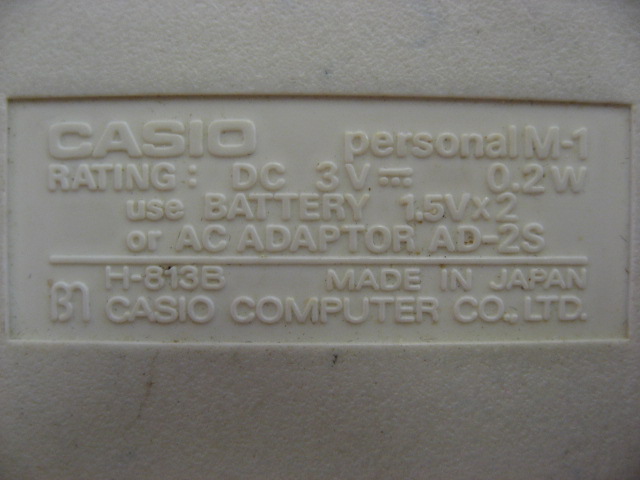 CASIO personal M-1
RATING: DC 3V⎓ 0.2W
use BATTERY 1.5V×2
or AC ADAPTOR AD-2S
H-813B MADE IN JAPAN
CASIO COMPUTER CO., LTD.